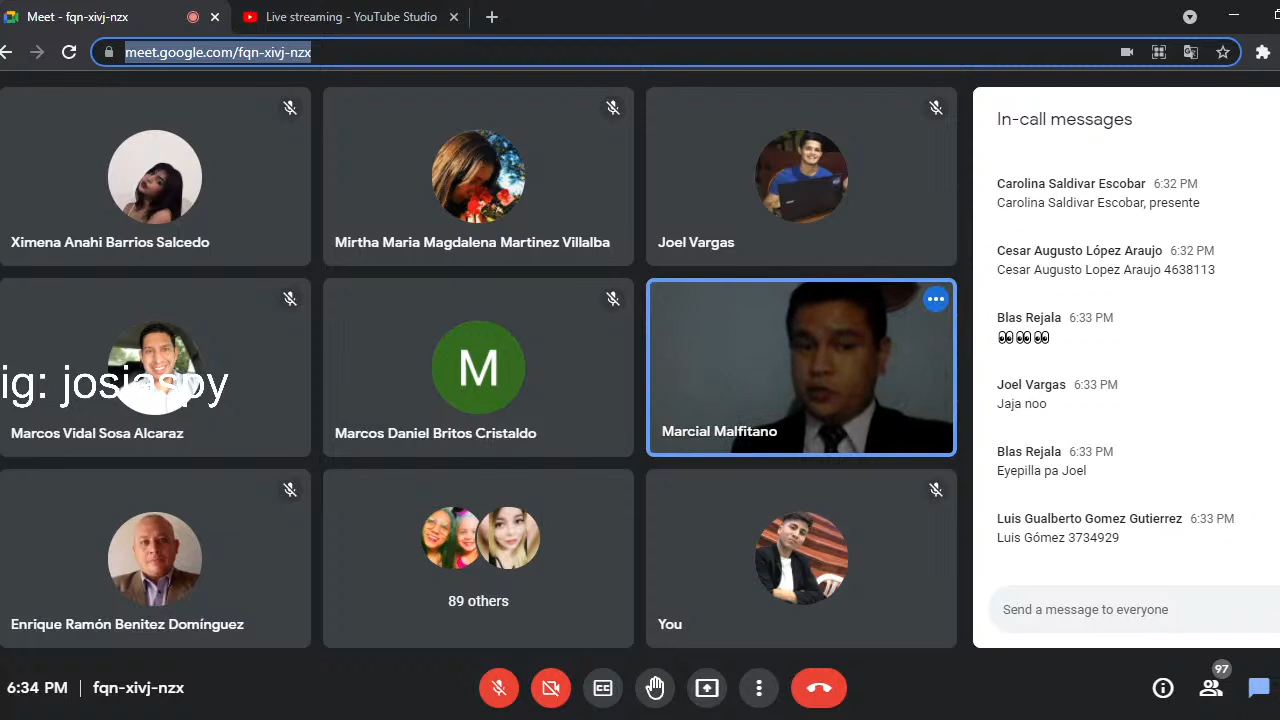 Meet - fqn-xivj-nzx
Live streaming - YouTube Studio
meet.google.com/fqn-xivj-nzx
Ximena Anahi Barrios Salcedo
Mirtha Maria Magdalena Martinez Villalba
Joel Vargas
ig: josiaspy
Marcos Vidal Sosa Alcaraz
M
Marcos Daniel Britos Cristaldo
Marcial Malfitano
Enrique Ramón Benitez Domínguez
89 others
You
In-call messages
Carolina Saldivar Escobar 6:32 PM
Carolina Saldivar Escobar, presente
Cesar Augusto López Araujo 6:32 PM
Cesar Augusto Lopez Araujo 4638113
Blas Rejala 6:33 PM
👀👀👀
Joel Vargas 6:33 PM
Jaja noo
Blas Rejala 6:33 PM
Eyepilla pa Joel
Luis Gualberto Gomez Gutierrez 6:33 PM
Luis Gómez 3734929
Send a message to everyone
6:34 PM | fqn-xivj-nzx
CC
97